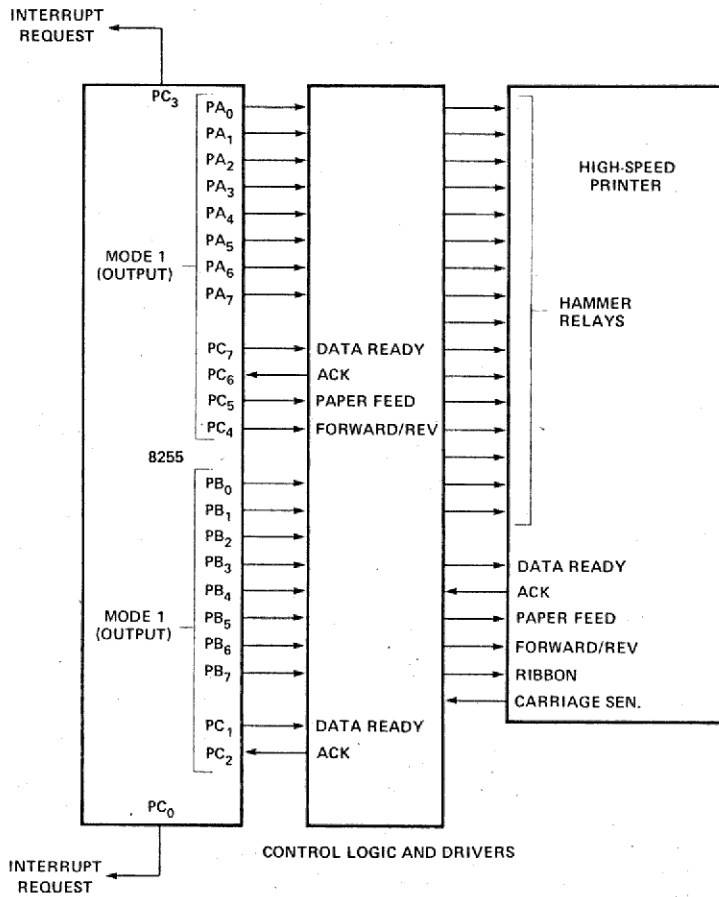 INTERRUPT
REQUEST
PC3
PA0
PA1
PA2
PA3
PA4
PA5
PA6
PA7
MODE 1
(OUTPUT)
PC7
PC6
PC5
PC4
DATA READY
ACK
PAPER FEED
FORWARD/REV
HIGH-SPEED
PRINTER
HAMMER
RELAYS
8255
PB0
PB1
PB2
PB3
PB4
PB5
PB6
PB7
MODE 1
(OUTPUT)
PC1
PC2
DATA READY
ACK
DATA READY
ACK
PAPER FEED
FORWARD/REV
RIBBON
CARRIAGE SEN.
PC0
CONTROL LOGIC AND DRIVERS
INTERRUPT
REQUEST